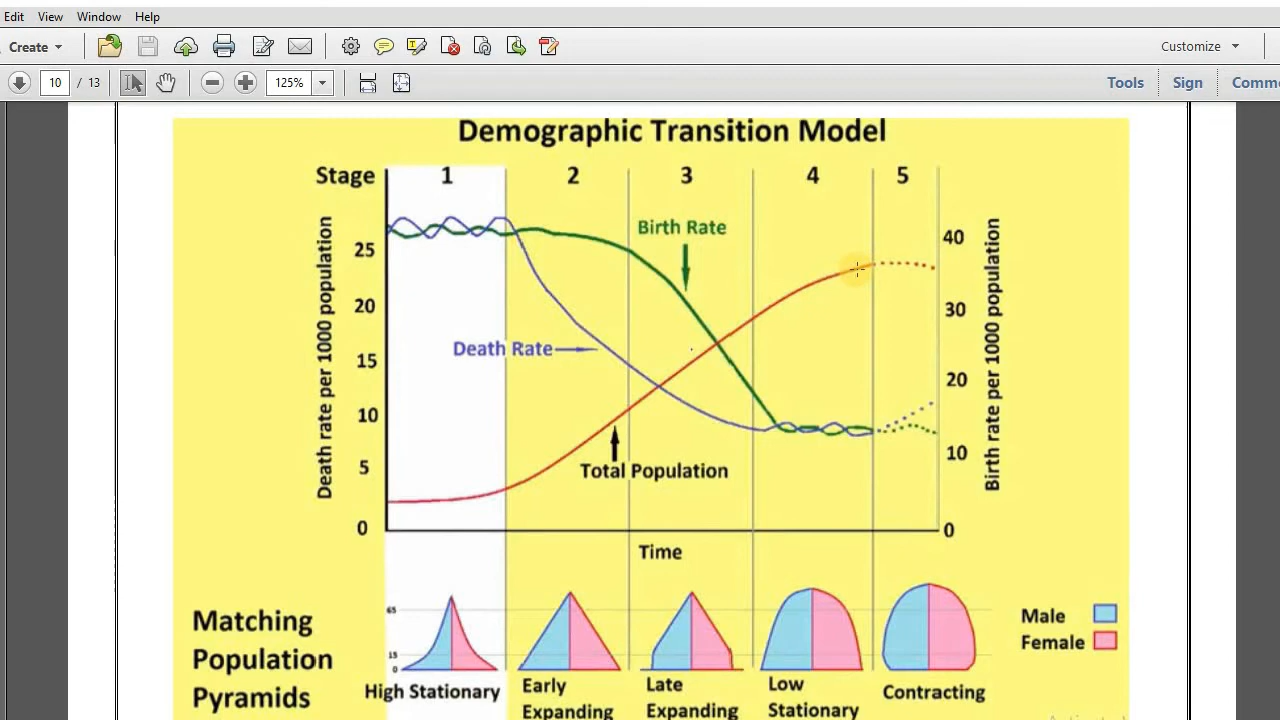 Edit View Window Help
Create Customize
10 / 13 125% Tools Sign Comme
Demographic Transition Model
Stage 1 2 3 4 5
Death rate per 1000 population
25
20
15
10
5
0
Birth Rate
Death Rate
Total Population
40
30
20
10
0
Birth rate per 1000 population
Time
Matching
Population
Pyramids
65
15
0
High Stationary
Early
Expanding
Late
Expanding
Low
Stationary
Contracting
Male
Female